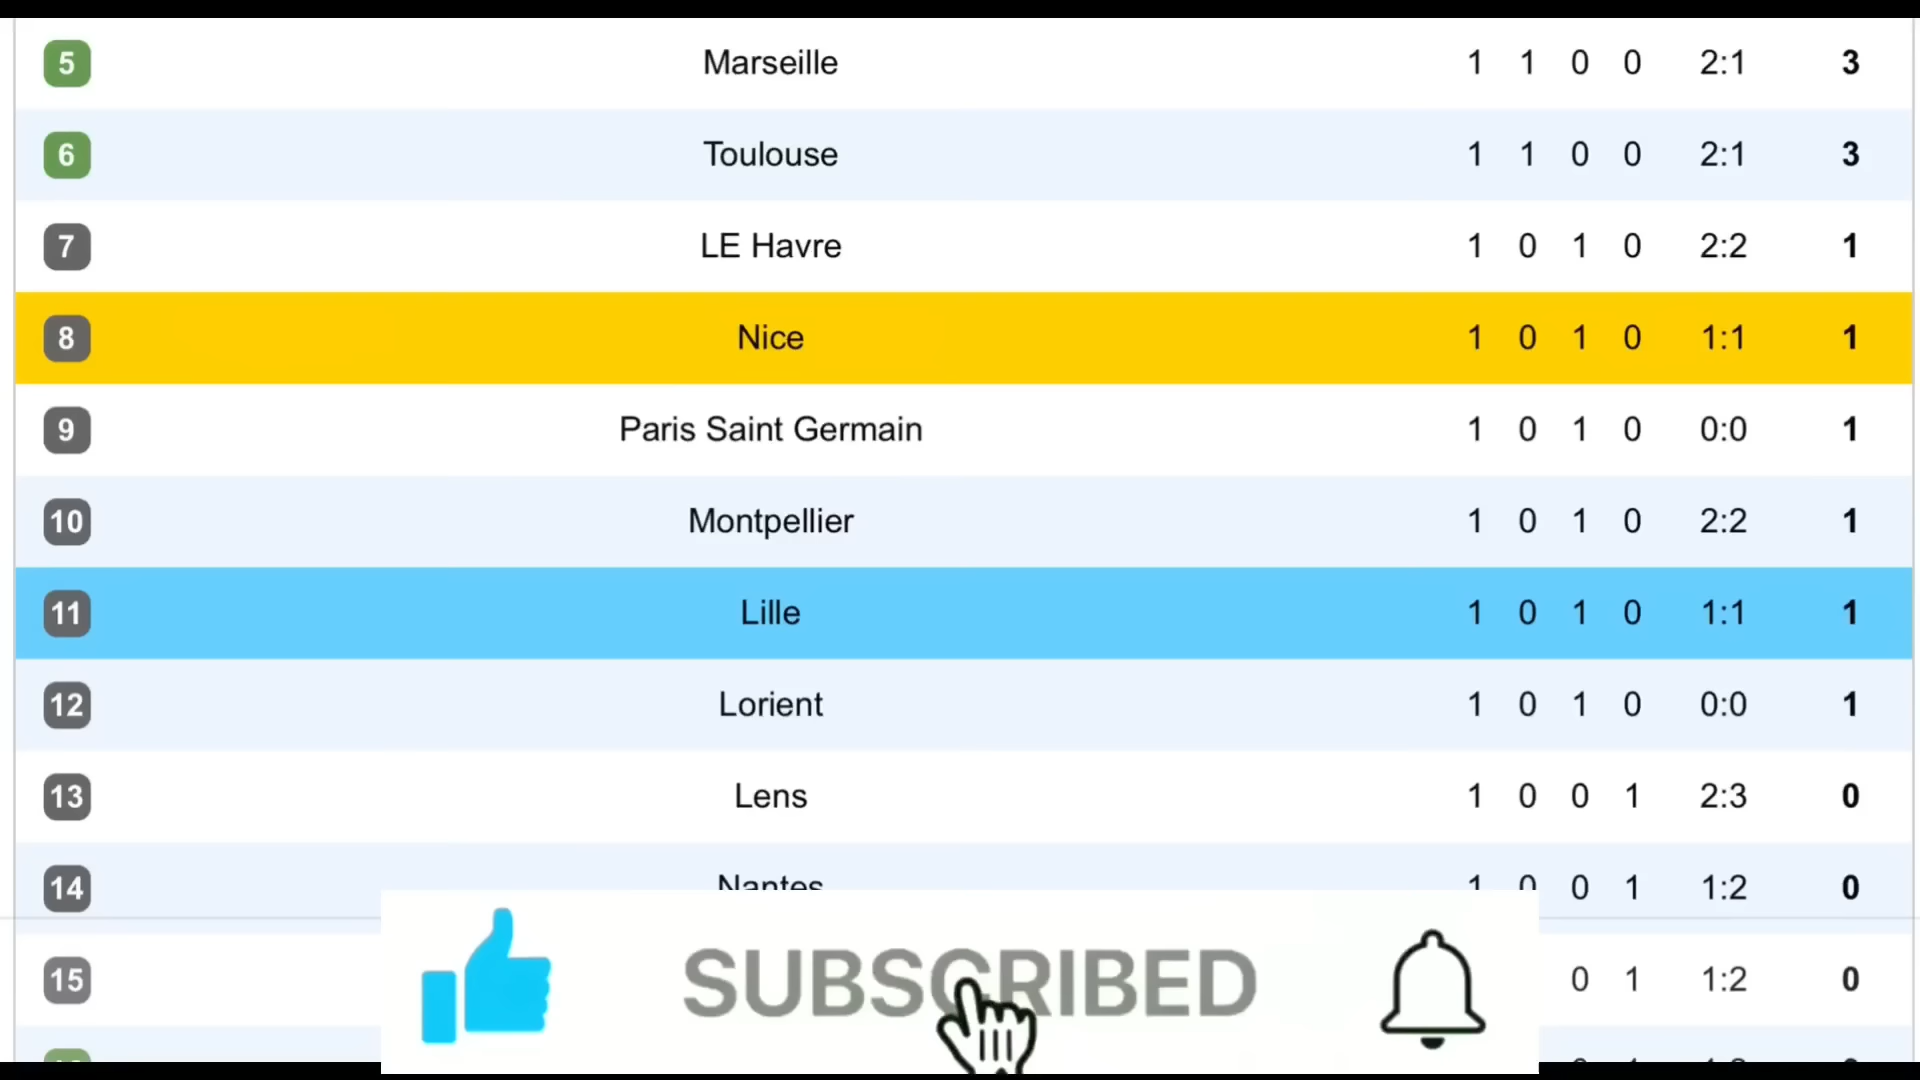 5 Marseille 1 1 0 0 2:1 3
6 Toulouse 1 1 0 0 2:1 3
7 LE Havre 1 0 1 0 2:2 1
8 Nice 1 0 1 0 1:1 1
9 Paris Saint Germain 1 0 1 0 0:0 1
10 Montpellier 1 0 1 0 2:2 1
11 Lille 1 0 1 0 1:1 1
12 Lorient 1 0 1 0 0:0 1
13 Lens 1 0 0 1 2:3 0
14 Nantes 1 0 0 1 1:2 0
15 0 1 1:2 0
SUBSCRIBED